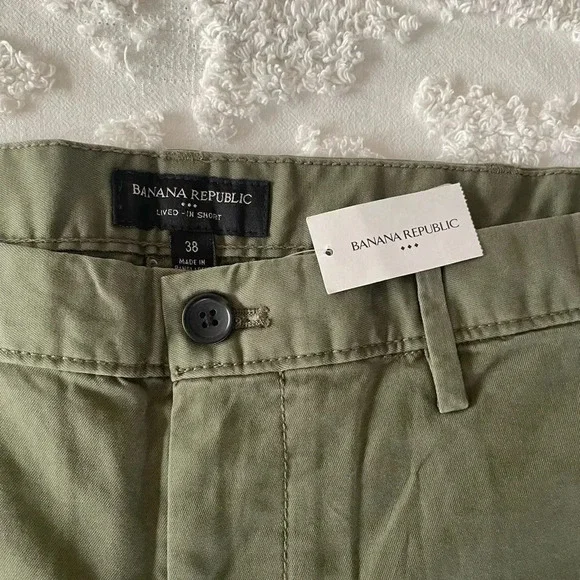 BANANA REPUBLIC
LIVED-IN SHORT
38
MADE IN
BANANA REPUBLIC